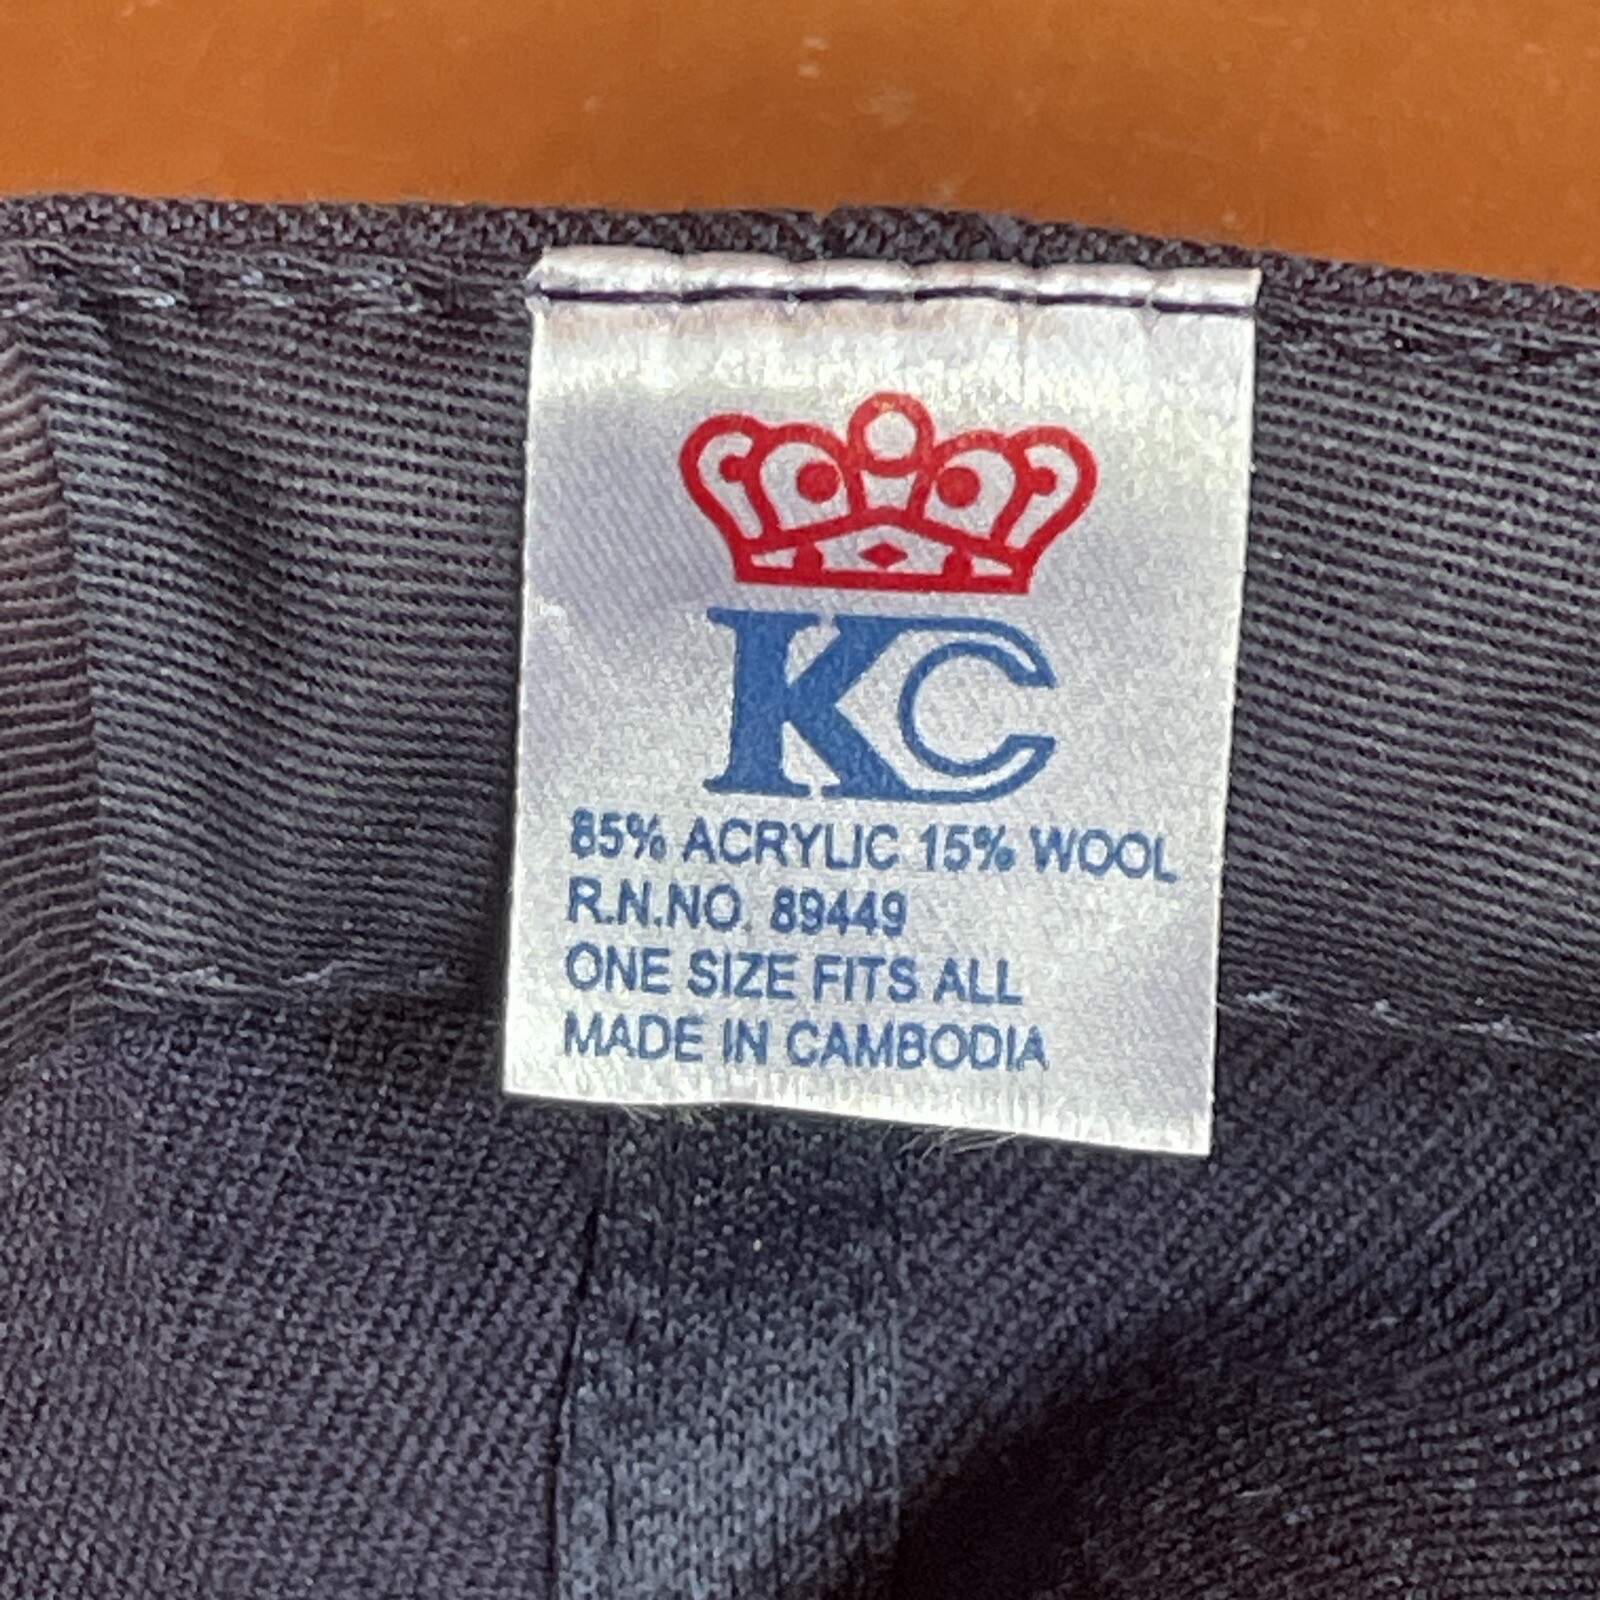 KC
85% ACRYLIC 15% WOOL
R.N.NO. 89449
ONE SIZE FITS ALL
MADE IN CAMBODIA